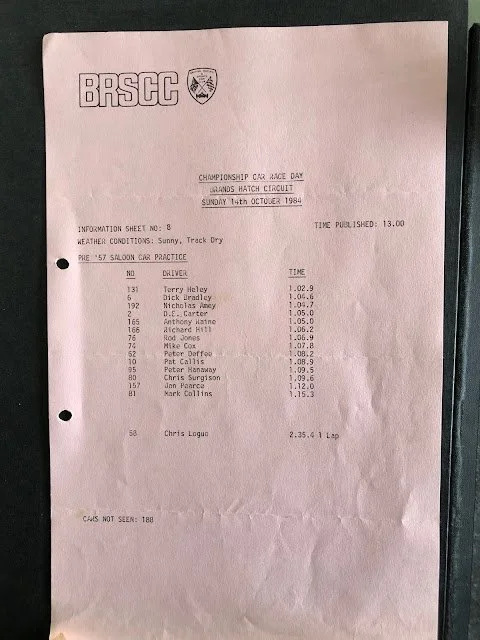 BRSCC
CHAMPIONSHIP CAR RACE DAY
BRANDS HATCH CIRCUIT
SUNDAY 14th OCTOBER 1984
INFORMATION SHEET NO: 8 TIME PUBLISHED: 13.00
WEATHER CONDITIONS: Sunny, Track Dry
PRE '57 SALOON CAR PRACTICE
NO DRIVER TIME
131 Terry Heley 1.02.9
6 Dick Bradley 1.04.6
192 Nicholas Amey 1.04.7
2 D.E. Carter 1.05.0
165 Anthony 1.05.0
166 Richard Hill 1.06.2
76 Rod Jones 1.06.9
74 Mike Cox 1.07.8
52 Peter Daffee 1.08.2
10 Pat Collis 1.08.9
95 Peter Hanaway 1.09.5
80 Chris Surgison 1.09.6
157 Jon Pearce 1.12.0
81 Mark Collins 1.15.3
50 Chris Logue 2.35.4 1 Lap
CARS NOT SEEN: 188